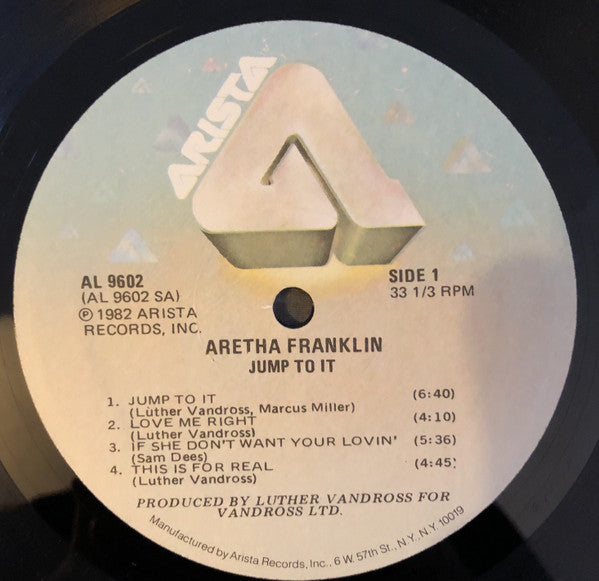 ARISTA
AL 9602
(AL 9602 SA)
℗ 1982 ARISTA
RECORDS, INC.
SIDE 1
33 1/3 RPM
ARETHA FRANKLIN
JUMP TO IT
1. JUMP TO IT (6:40)
(Luther Vandross, Marcus Miller)
2. LOVE ME RIGHT (4:10)
(Luther Vandross)
3. IF SHE DON'T WANT YOUR LOVIN' (5:36)
(Sam Dees)
4. THIS IS FOR REAL (4:45)
(Luther Vandross)
PRODUCED BY LUTHER VANDROSS FOR
VANDROSS LTD.
Manufactured by Arista Records, Inc., 6 W. 57th St., N.Y., N.Y. 10019